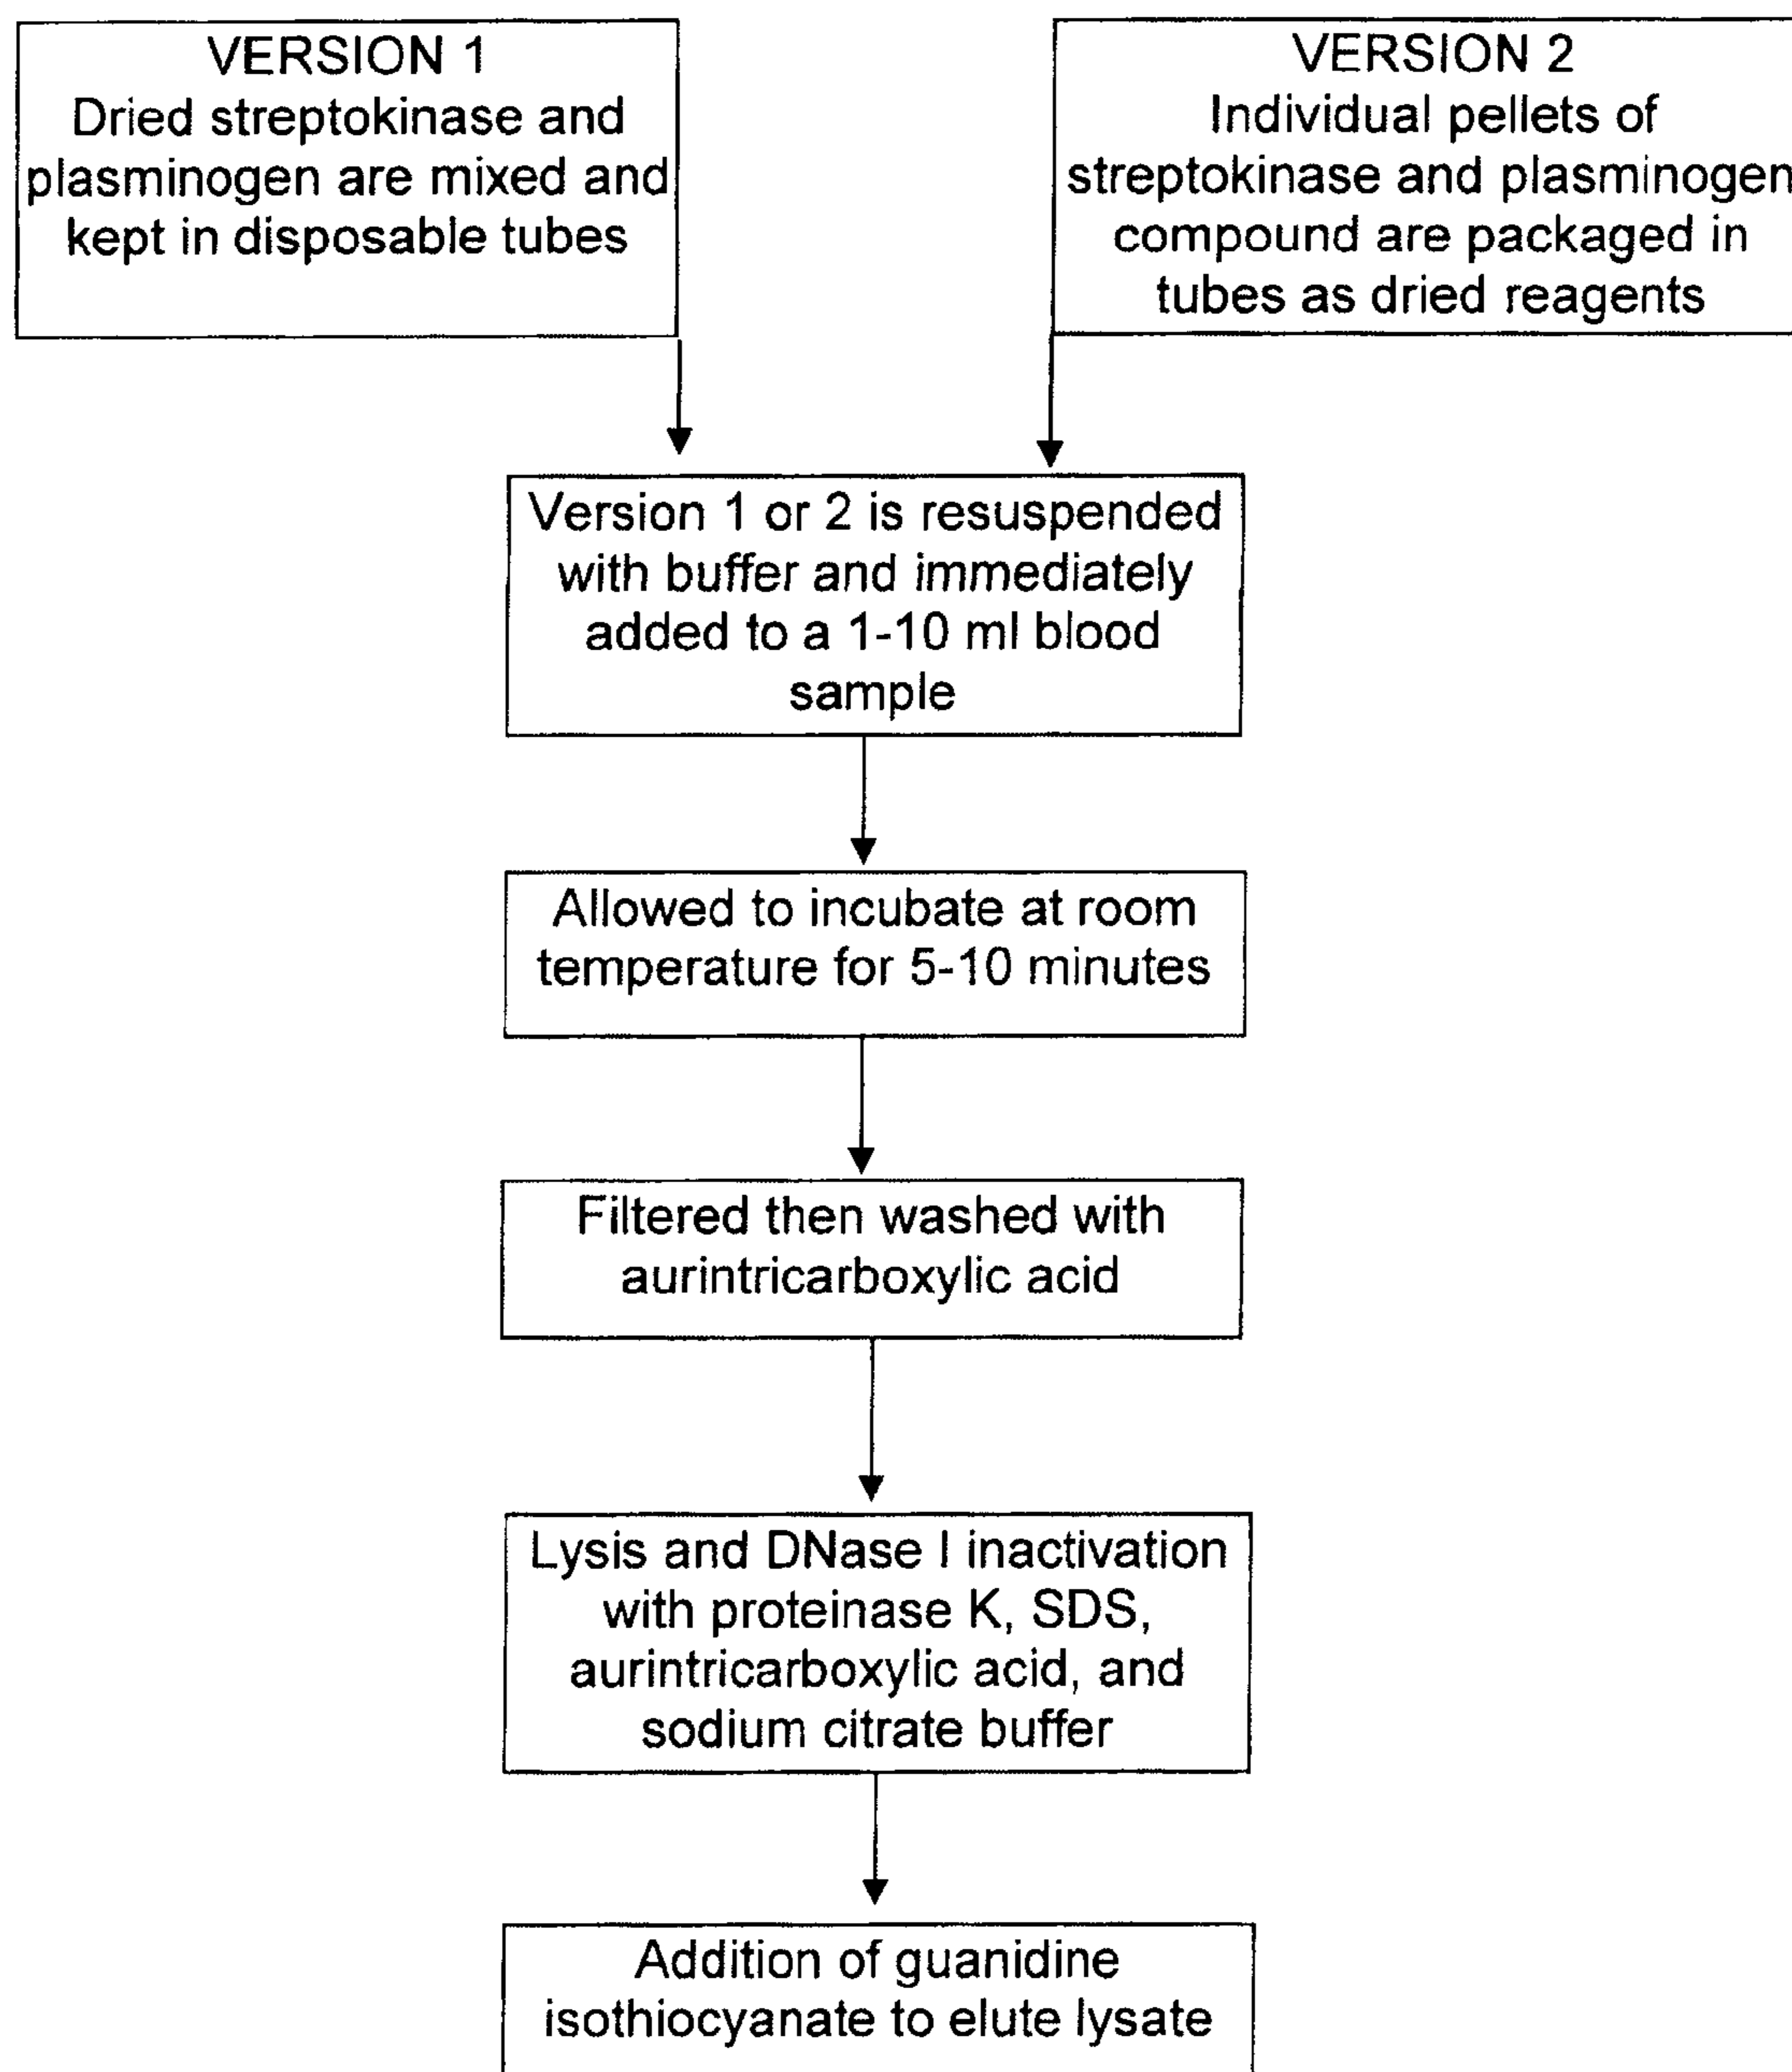 VERSION 1
Dried streptokinase and
plasminogen are mixed and
kept in disposable tubes
VERSION 2
Individual pellets of
streptokinase and plasminogen
compound are packaged in
tubes as dried reagents
Version 1 or 2 is resuspended
with buffer and immediately
added to a 1-10 ml blood
sample
Allowed to incubate at room
temperature for 5-10 minutes
Filtered then washed with
aurintricarboxylic acid
Lysis and DNase I inactivation
with proteinase K, SDS,
aurintricarboxylic acid, and
sodium citrate buffer
Addition of guanidine
isothiocyanate to elute lysate